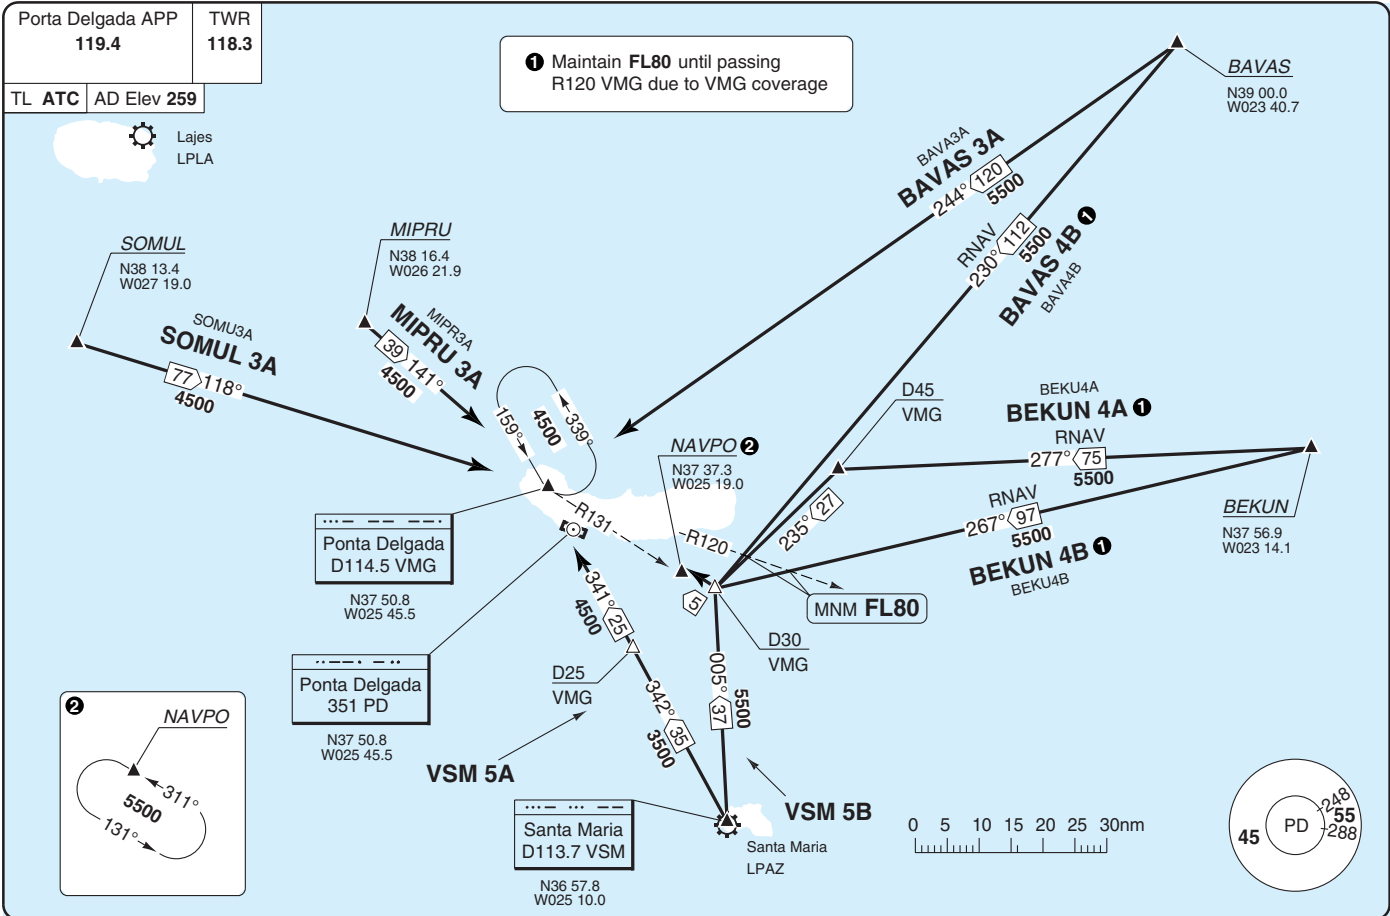 Porta Delgada APP
119.4
TWR
118.3
TL ATC
AD Elev 259
Lajes
LPLA
❶ Maintain FL80 until passing
R120 VMG due to VMG coverage
BAVAS
N39 00.0
W023 40.7
BAVA3A
BAVAS 3A
244° 120
5500
RNAV
230° 112
5500
BAVAS 4B ❶
BAVA4B
SOMUL
N38 13.4
W027 19.0
SOMU3A
SOMUL 3A
77 118°
4500
MIPRU
N38 16.4
W026 21.9
MIPR3A
MIPRU 3A
39 141°
4500
159°
4500
339°
NAVPO ❷
N37 37.3
W025 19.0
D45
VMG
BEKU4A
BEKUN 4A ❶
RNAV
277° 75
5500
RNAV
267° 97
5500
BEKUN 4B ❶
BEKU4B
BEKUN
N37 56.9
W023 14.1
235° 27
R131
R120
MNM FL80
5
D30
VMG
Ponta Delgada
D114.5 VMG
N37 50.8
W025 45.5
Ponta Delgada
351 PD
N37 50.8
W025 45.5
341° 25
4500
D25
VMG
342° 35
3500
005° 37
5500
VSM 5A
VSM 5B
Santa Maria
D113.7 VSM
N36 57.8
W025 10.0
Santa Maria
LPAZ
❷
NAVPO
5500
311°
131°
0 5 10 15 20 25 30nm
45
PD
248
55
288